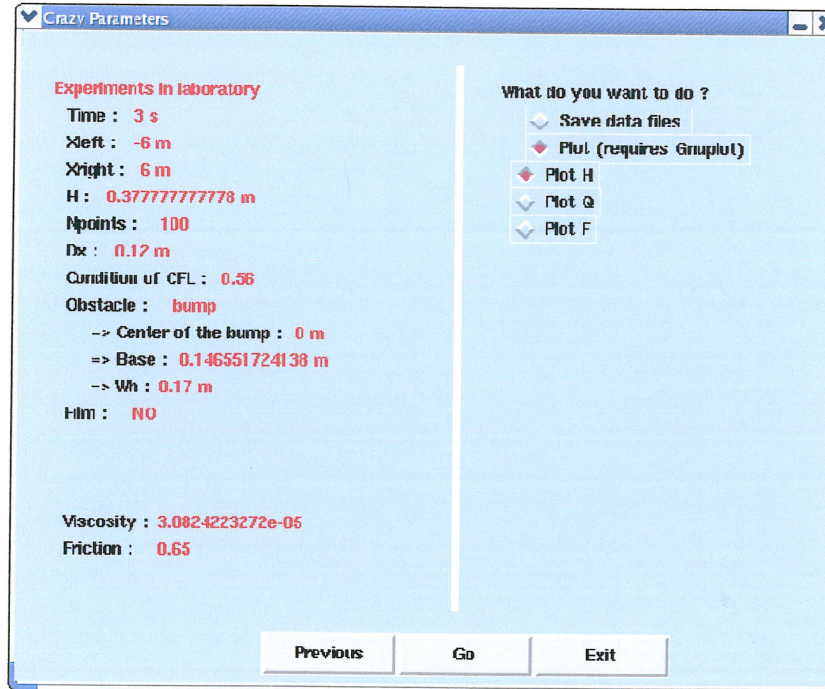 Crazy Parameters
Experiments in laboratory
Time : 3 s
Xleft : -6 m
Xright : 6 m
H : 0.377777777778 m
Npoints : 100
Dx : 0.12 m
Condition of CFL : 0.56
Obstacle : bump
-> Center of the bump : 0 m
=> Base : 0.146551724138 m
-> Wh : 0.17 m
Film : NO
Viscosity : 3.0824223272e-05
Friction : 0.65
What do you want to do ?
Save data files
Plot (requires Gnuplot)
Plot H
Plot Q
Plot F
Previous
Go
Exit